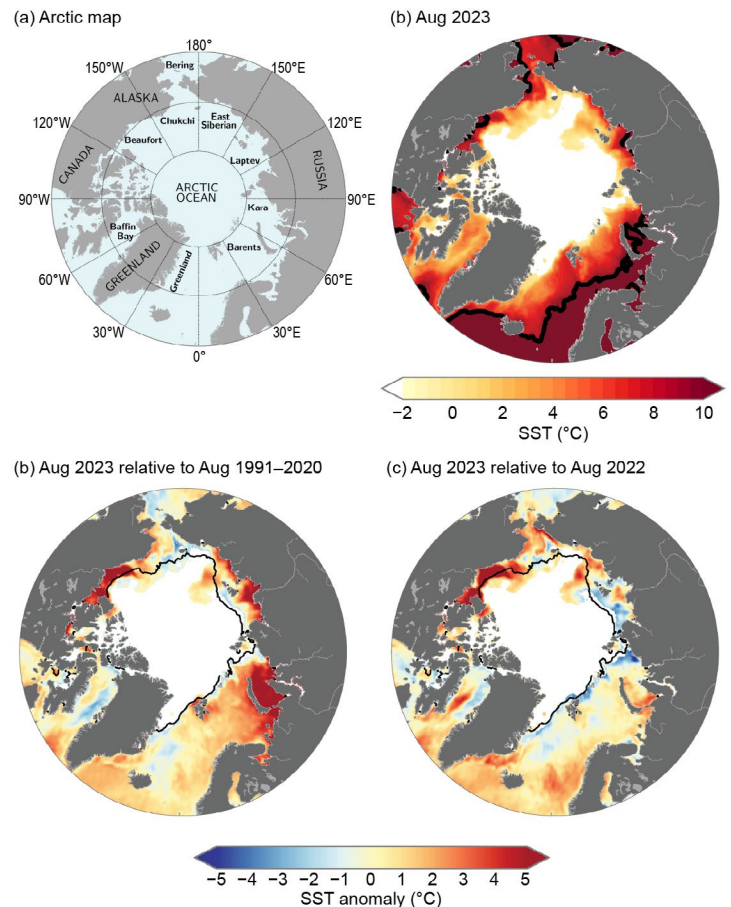 (a) Arctic map
180°
150°W
150°E
Bering
ALASKA
Chukchi
East
Siberian
120°W
120°E
Beaufort
Laptev
CANADA
RUSSIA
ARCTIC
OCEAN
90°W
90°E
Kara
Baffin
Bay
Barents
GREENLAND
Greenland
60°W
60°E
30°W
30°E
0°
(b) Aug 2023
−2 0 2 4 6 8 10
SST (°C)
(b) Aug 2023 relative to Aug 1991–2020
(c) Aug 2023 relative to Aug 2022
−5 −4 −3 −2 −1 0 1 2 3 4 5
SST anomaly (°C)